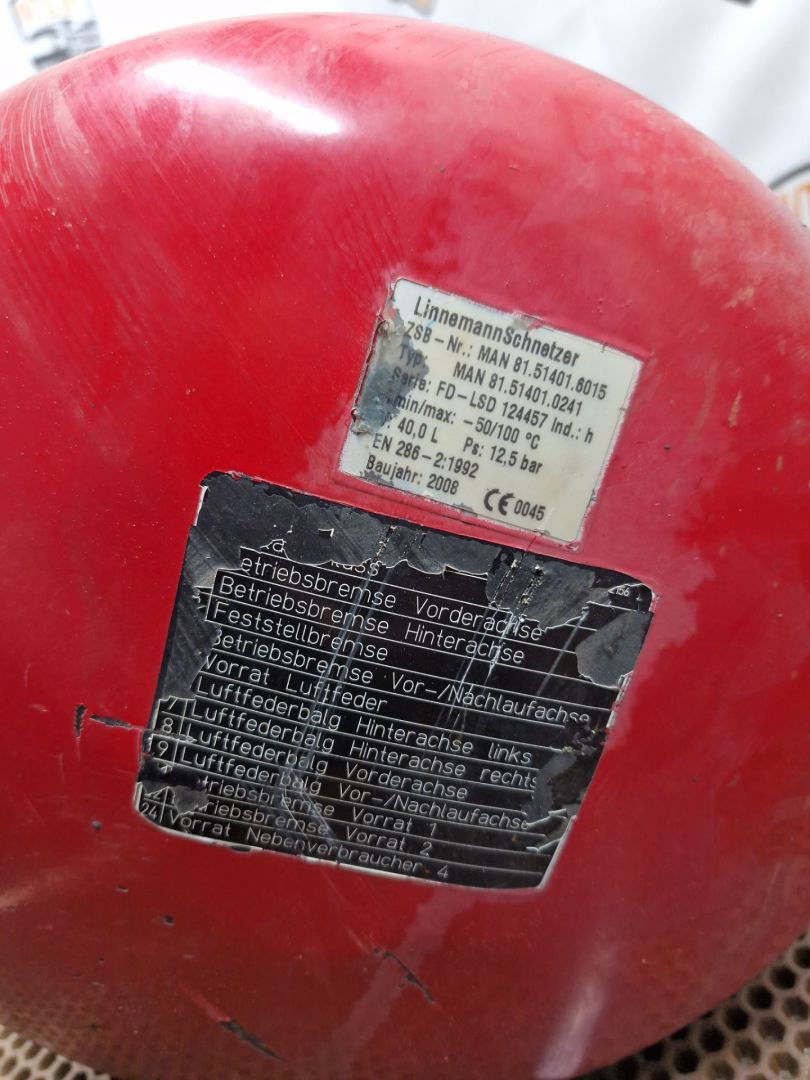 LinnemannSchnetzer
ZSB-Nr.: MAN 81.51401.6015
Typ: MAN 81.51401.0241
Serie: FD-LSD 124457 Ind.: h
min/max: -50/100 °C
40,0 L Ps: 12,5 bar
EN 286-2:1992
Baujahr: 2008 CE 0045
etriebsbremse Vorderachse
Betriebsbremse Hinterachse
Feststellbremse
Betriebsbremse Vor-/Nachlaufachse
Vorrat Luftfeder
7 Luftfederbalg Hinterachse links
8 Luftfederbalg Hinterachse rechts
9 Luftfederbalg Vorderachse
Luftfederbalg Vor-/Nachlaufachse
triebsbremse Vorrat 1
riebsbremse Vorrat 2
24 Vorrat Nebenverbraucher 4